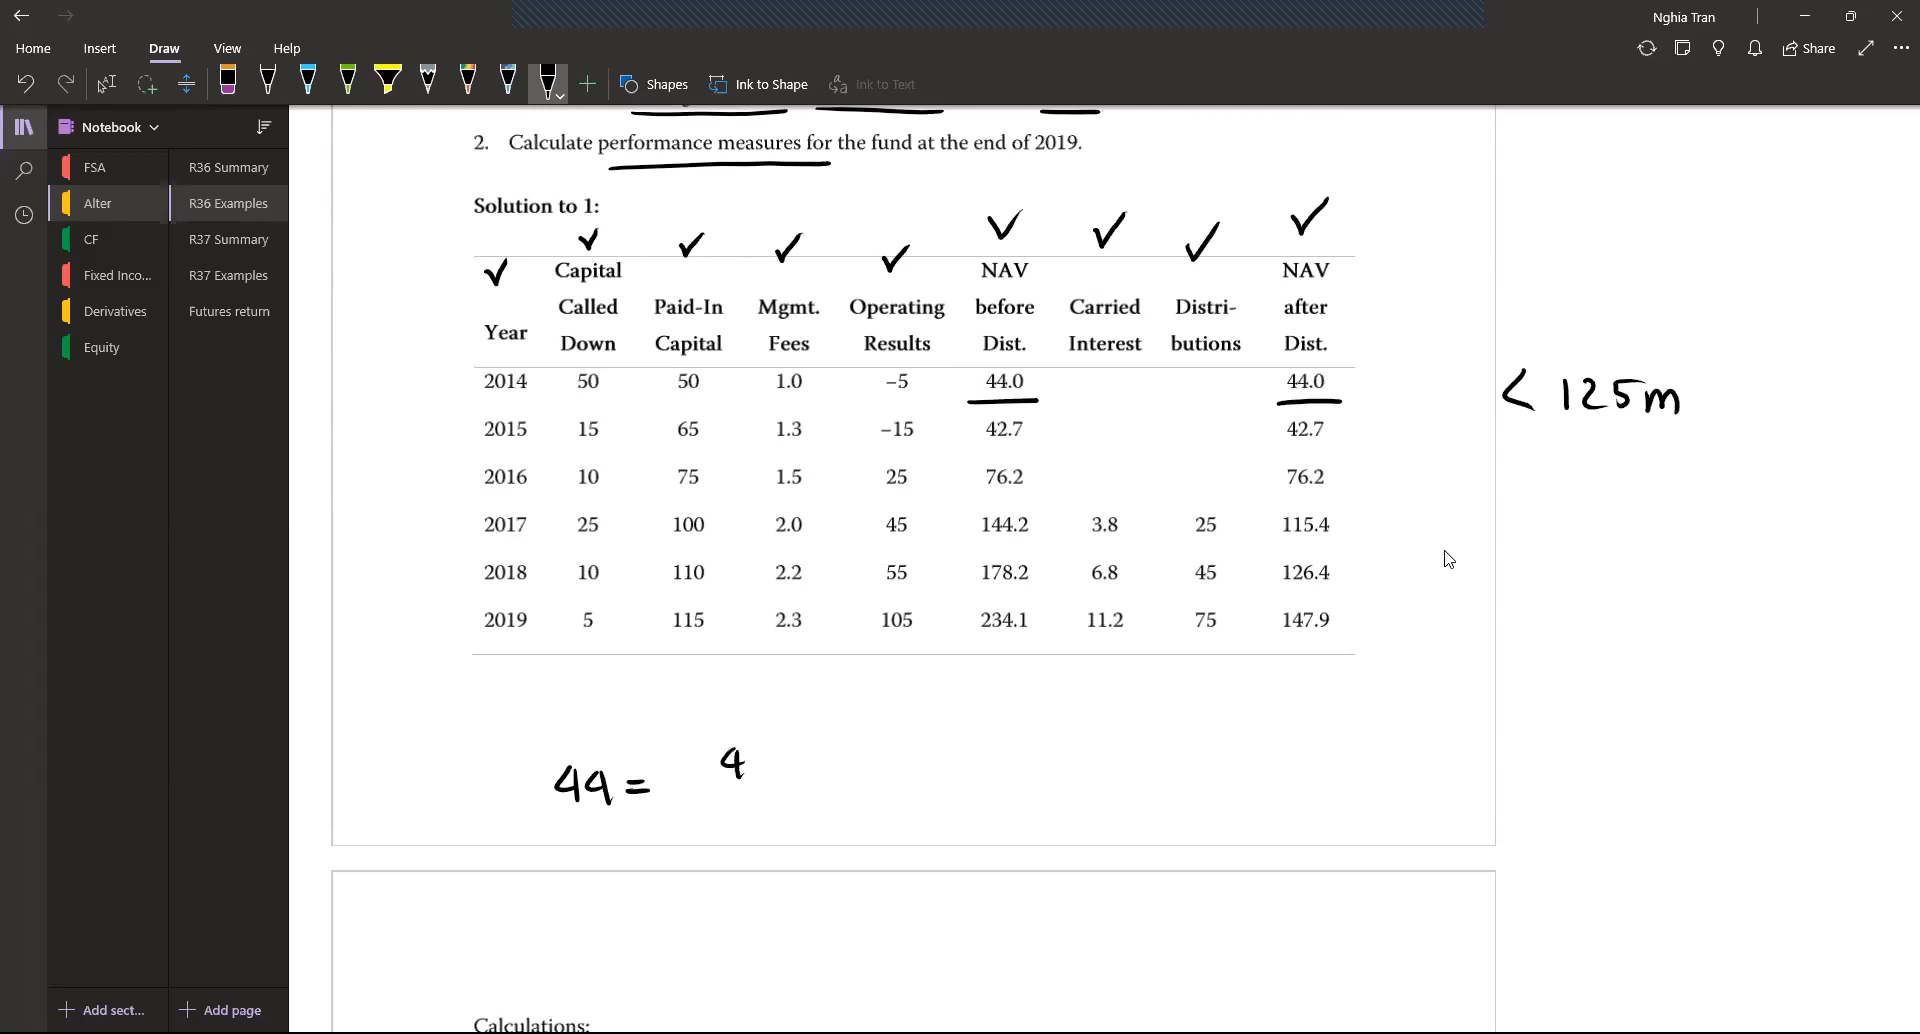 Nghia Tran
Home Insert Draw View Help
Share
Shapes Ink to Shape Ink to Text
Notebook
FSA
Alter
CF
Fixed Inco...
Derivatives
Equity
R36 Summary
R36 Examples
R37 Summary
R37 Examples
Futures return
Add sect...
Add page
2. Calculate performance measures for the fund at the end of 2019.
Solution to 1:
Year Capital Called Down Paid-In Capital Mgmt. Fees Operating Results NAV before Dist. Carried Interest Distri-butions NAV after Dist.
2014 50 50 1.0 –5 44.0 44.0
2015 15 65 1.3 –15 42.7 42.7
2016 10 75 1.5 25 76.2 76.2
2017 25 100 2.0 45 144.2 3.8 25 115.4
2018 10 110 2.2 55 178.2 6.8 45 126.4
2019 5 115 2.3 105 234.1 11.2 75 147.9
< 125m
44 = 4
Calculations: